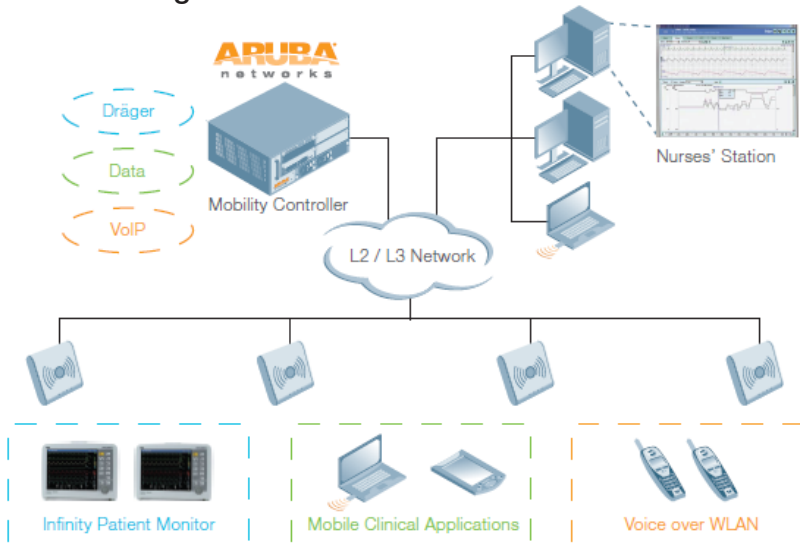 ARUBA
networks
Dräger
Data
VoIP
Mobility Controller
Nurses' Station
L2 / L3 Network
Infinity Patient Monitor
Mobile Clinical Applications
Voice over WLAN